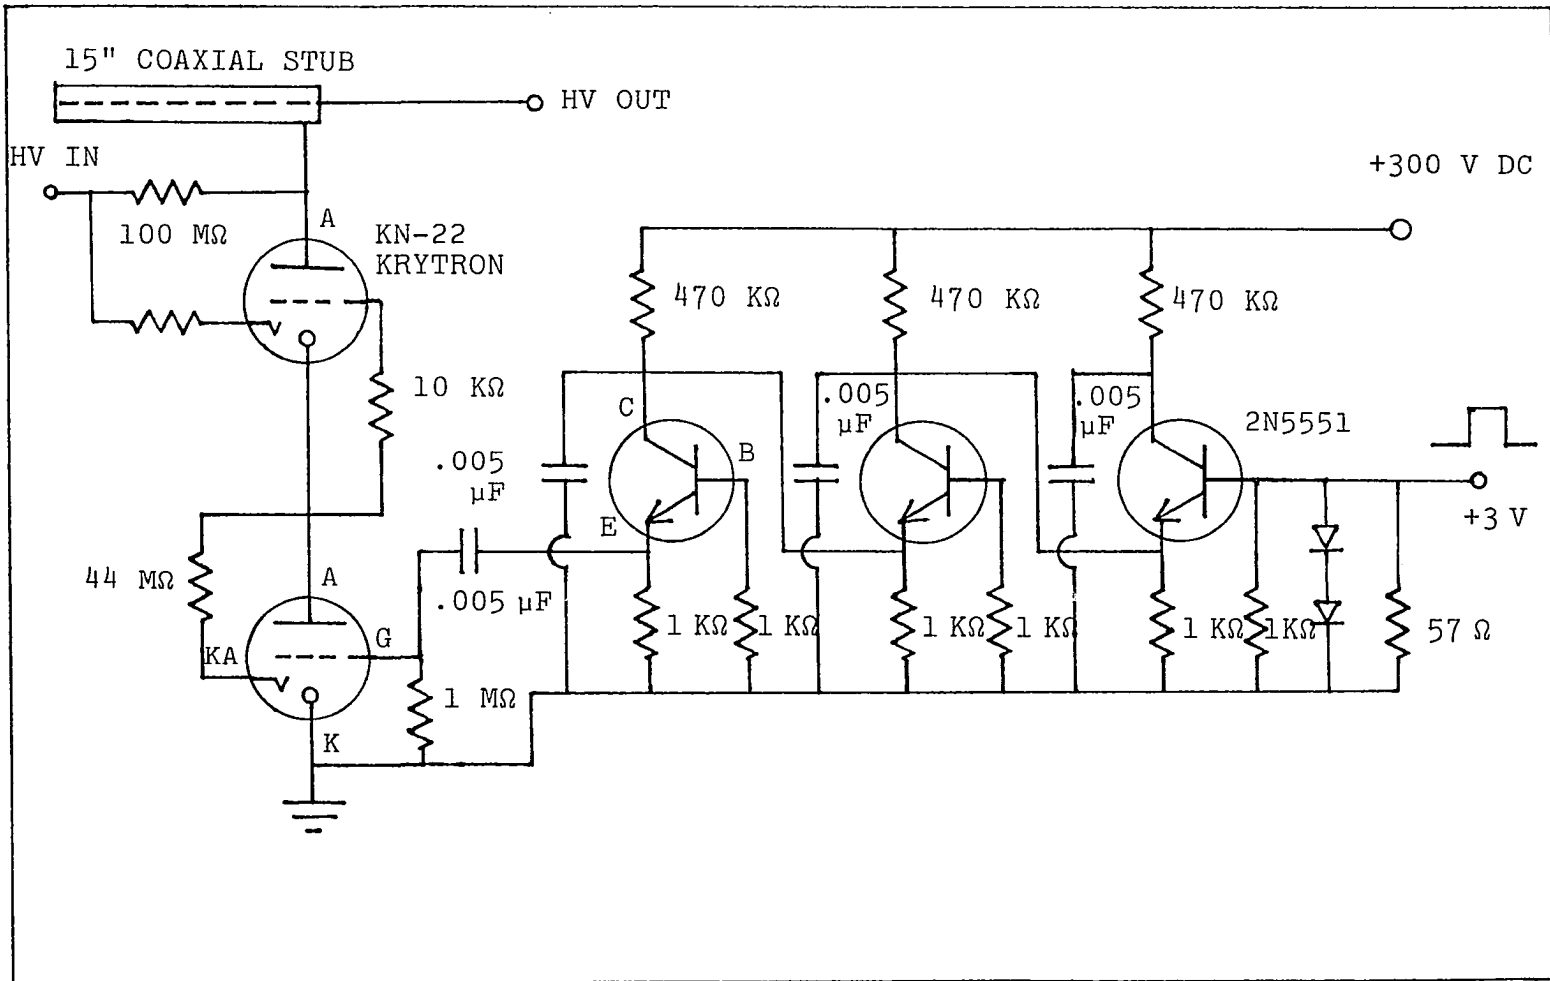 15" COAXIAL STUB
HV OUT
HV IN
+300 V DC
100 MΩ
A
KN-22
KRYTRON
470 KΩ
470 KΩ
470 KΩ
10 KΩ
C
.005
μF
.005
μF
2N5551
.005
μF
B
E
+3 V
44 MΩ
A
.005 μF
G
KA
1 KΩ
1 KΩ
1 KΩ
1 KΩ
1 KΩ
1KΩ
57 Ω
1 MΩ
K